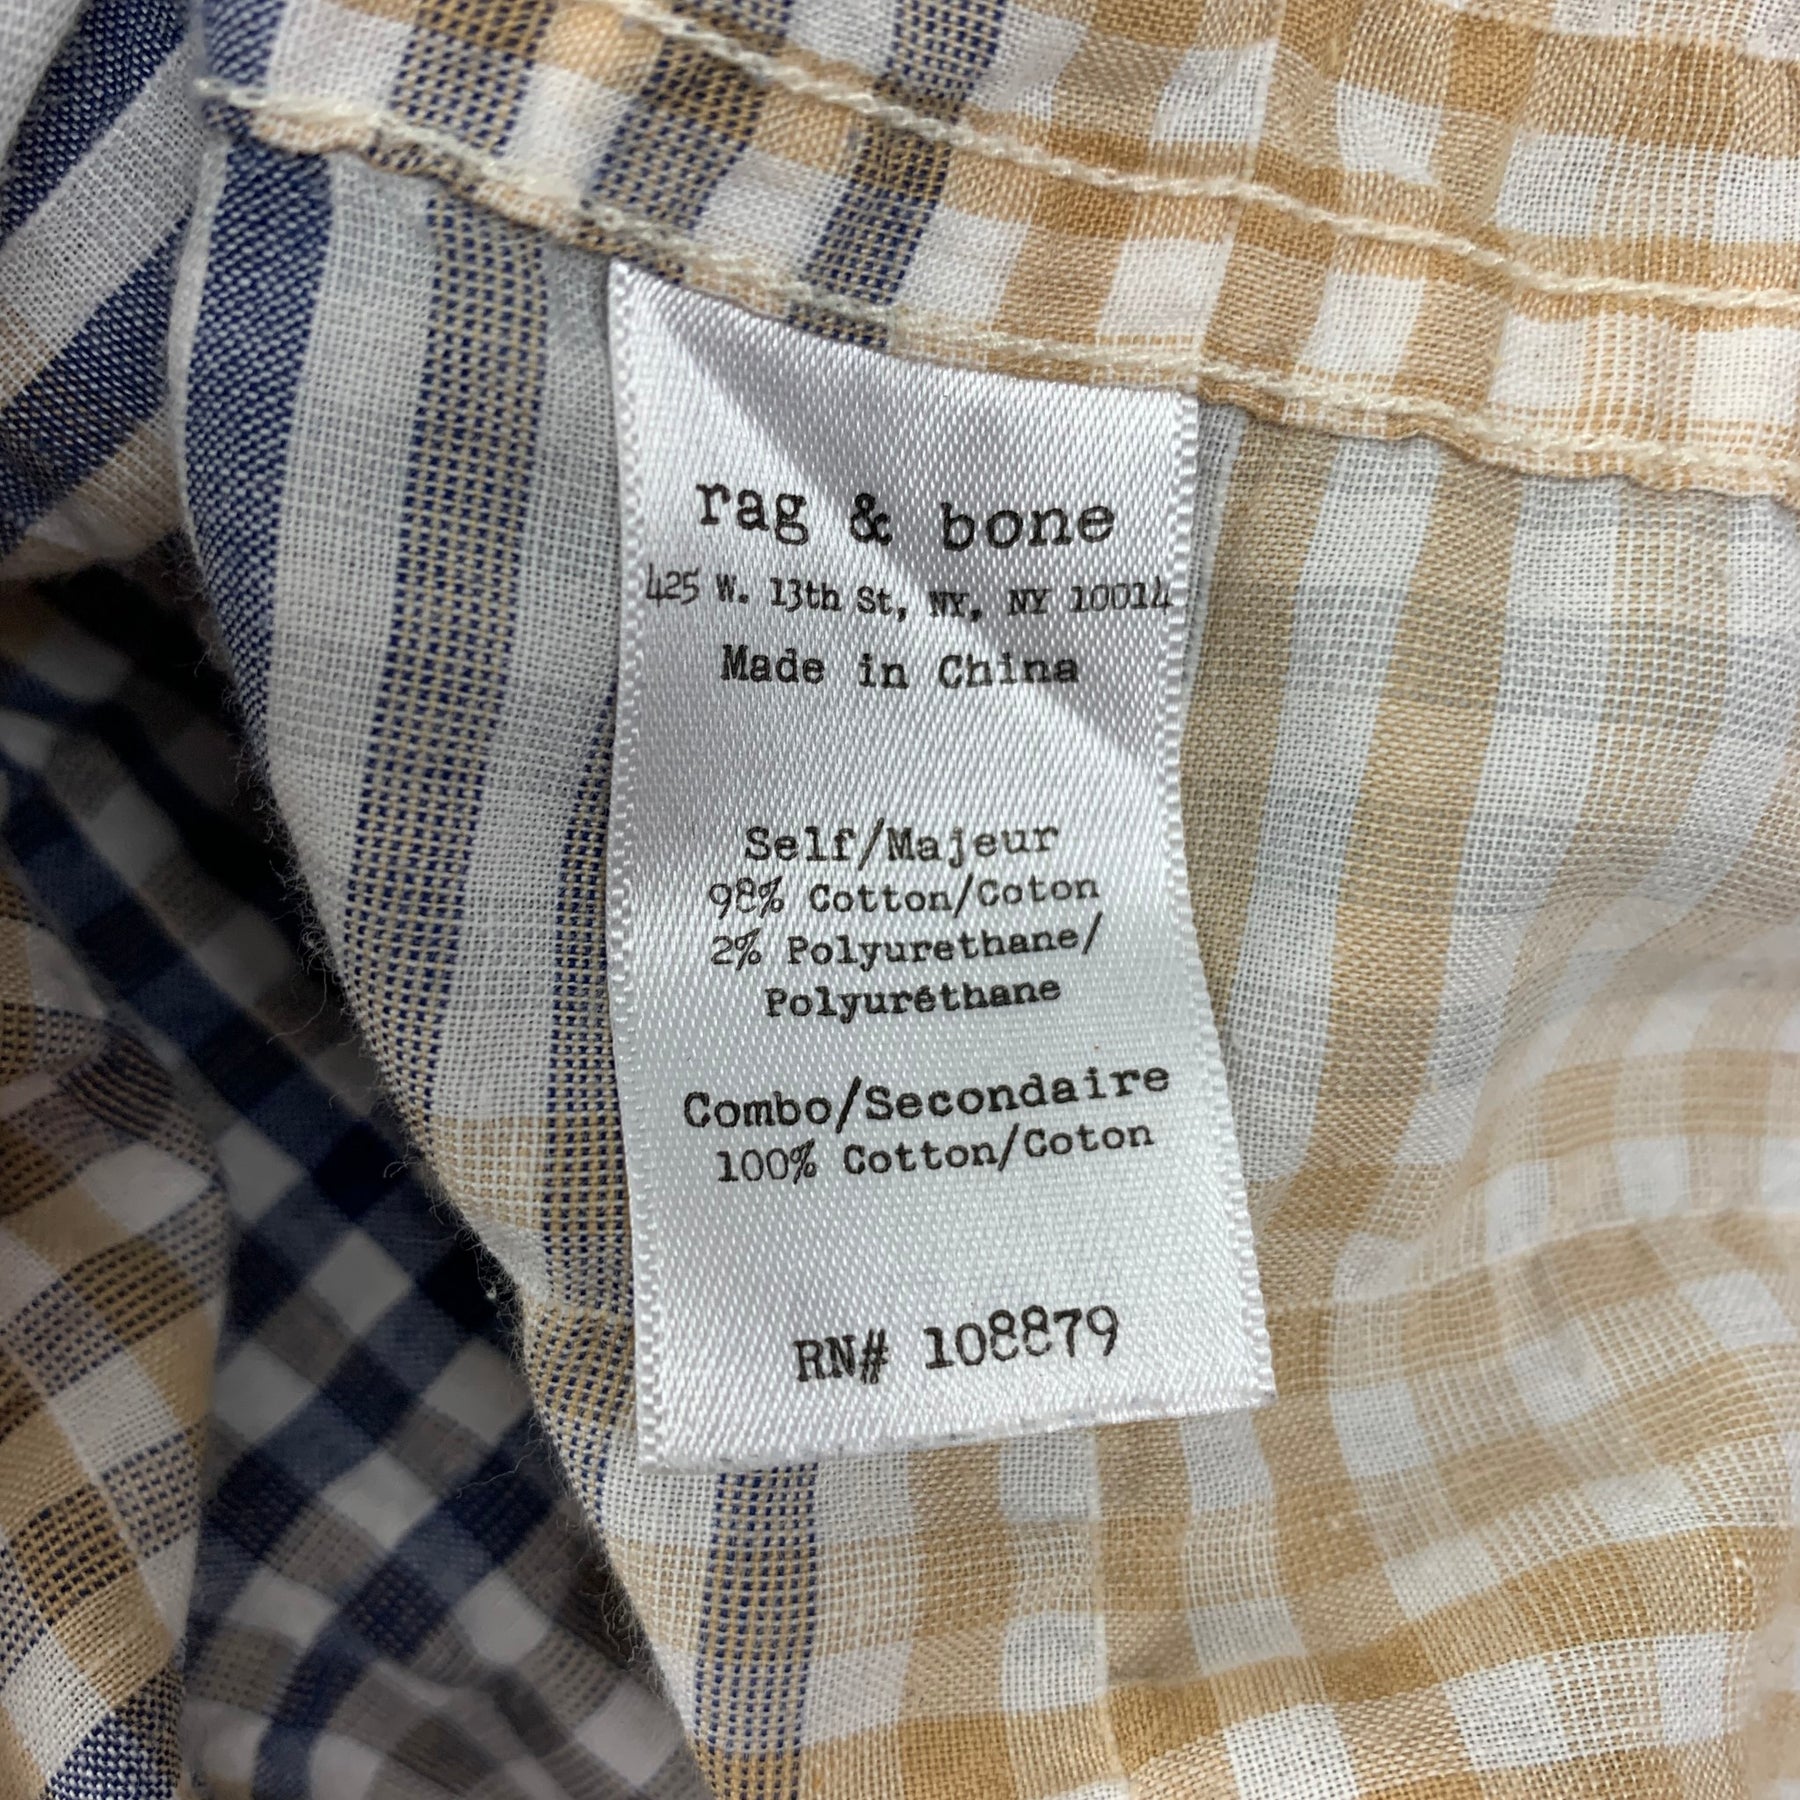 rag & bone
425 W. 13th St, NY, NY 10014
Made in China
Self/Majeur
98% Cotton/Coton
2% Polyurethane/
Polyuréthane
Combo/Secondaire
100% Cotton/Coton
RN# 108879